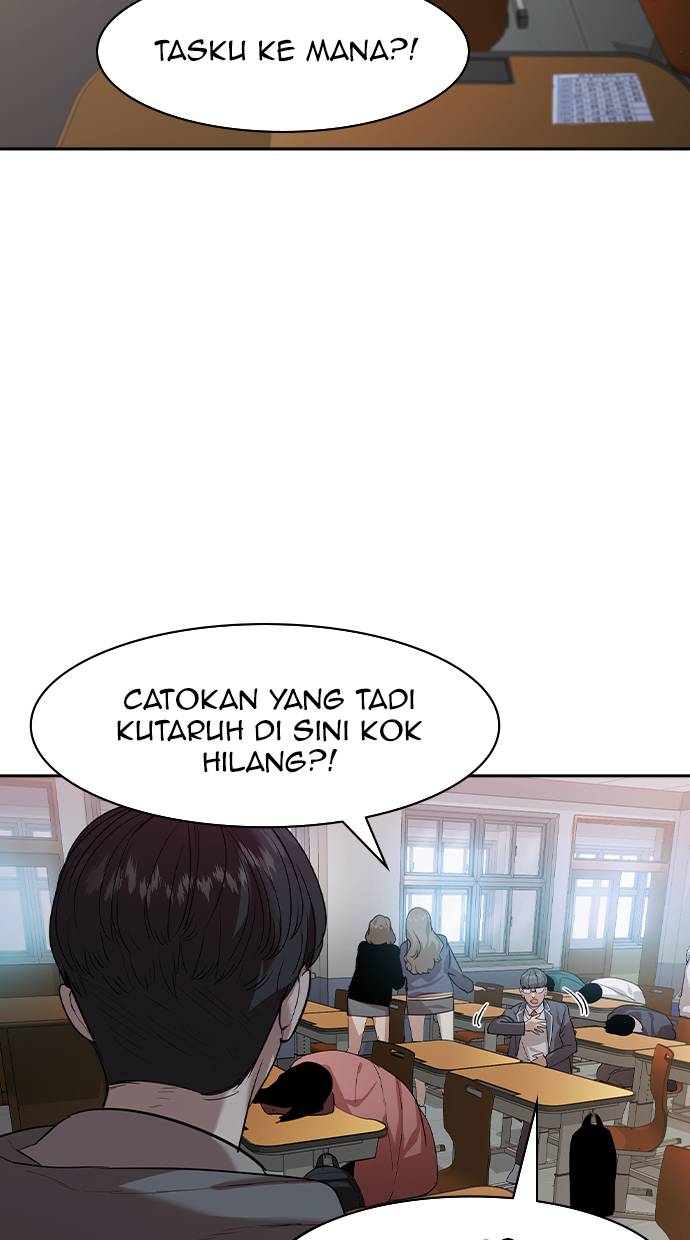 TASKU KE MANA?!
CATOKAN YANG TADI
KUTARUH DI SINI KOK
HILANG?!